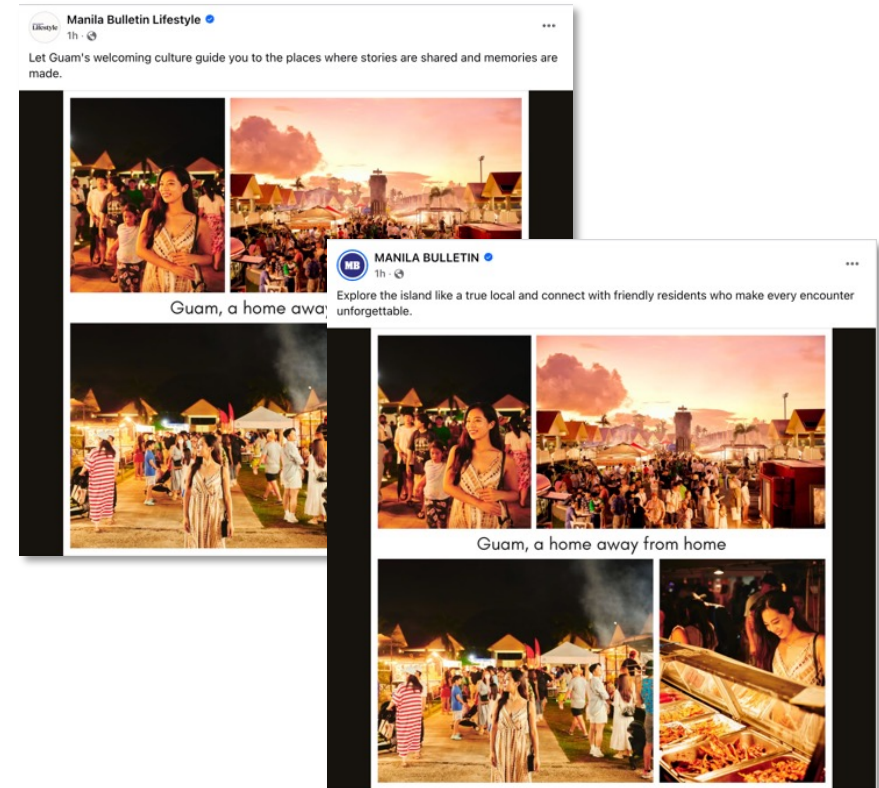 Lifestyle
Manila Bulletin Lifestyle
1h
Let Guam's welcoming culture guide you to the places where stories are shared and memories are
made.
Guam, a home away
MB
MANILA BULLETIN
1h
Explore the island like a true local and connect with friendly residents who make every encounter
unforgettable.
Guam, a home away from home